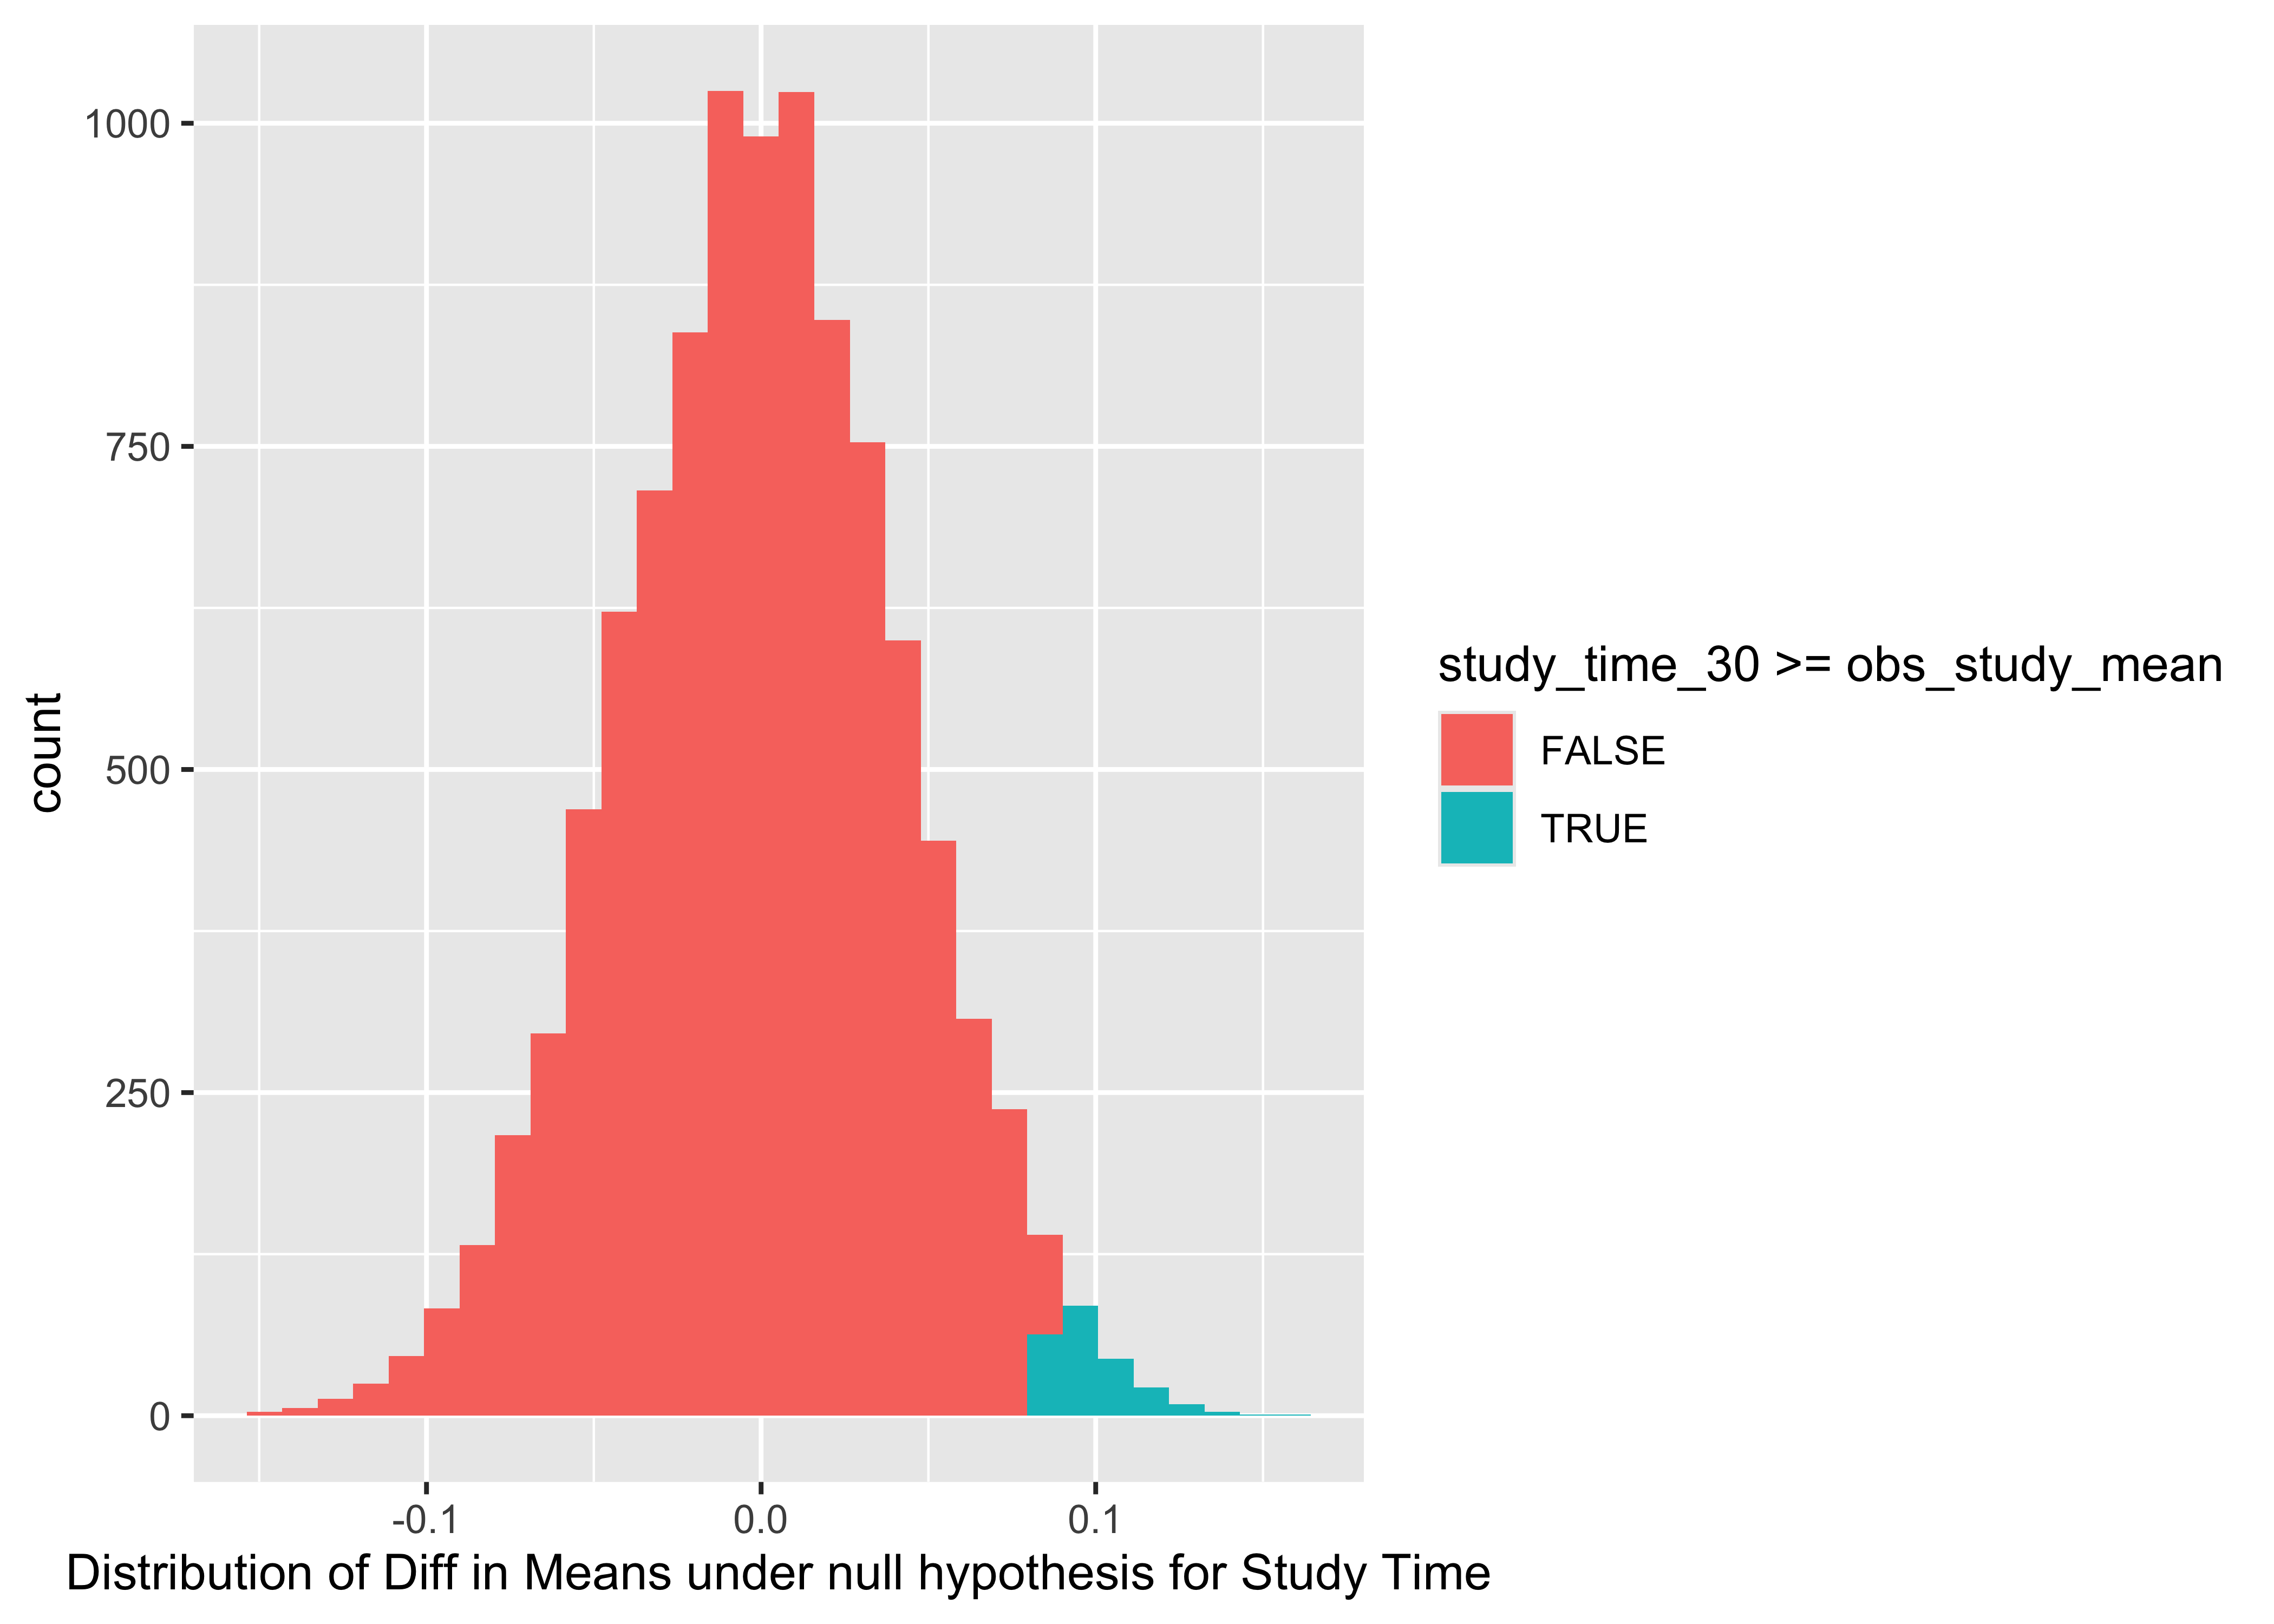 1000
750
500
250
0
count
-0.1
0.0
0.1
Distribution of Diff in Means under null hypothesis for Study Time
study_time_30 >= obs_study_mean
FALSE
TRUE